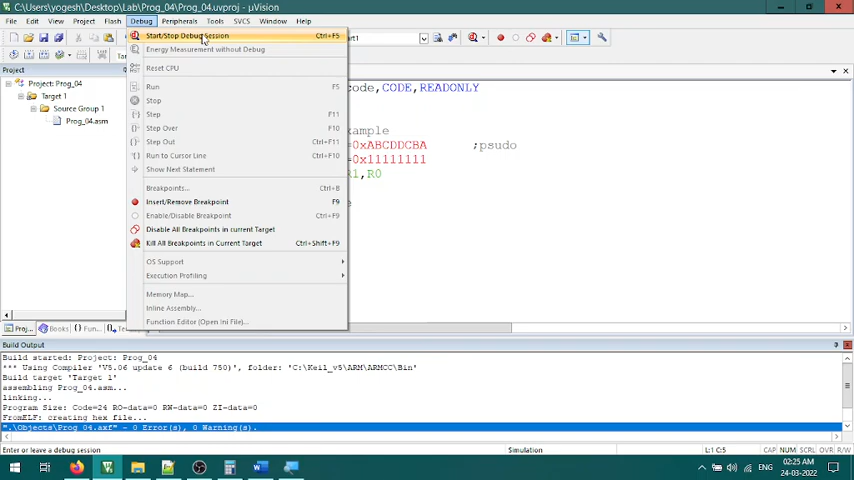 C:\Users\yogesh\Desktop\Lab\Prog_04\Prog_04.uvproj - µVision
File Edit View Project Flash Debug Peripherals Tools SVCS Window Help
Start/Stop Debug Session Ctrl+F5
Energy Measurement without Debug
Reset CPU
Run F5
Stop
Step F11
Step Over F10
Step Out Ctrl+F11
Run to Cursor Line Ctrl+F10
Show Next Statement
Breakpoints... Ctrl+B
Insert/Remove Breakpoint F9
Enable/Disable Breakpoint Ctrl+F9
Disable All Breakpoints in Current Target
Kill All Breakpoints in Current Target Ctrl+Shift+F9
OS Support
Execution Profiling
Memory Map...
Inline Assembly...
Function Editor (Open Ini File)...
Project
Project: Prog_04
Target 1
Source Group 1
Prog_04.asm
code,CODE,READONLY
=0xABCDDCBA ;psudo
=0x11111111
R1,R0
Proj... Books Fun...
Build Output
Build started: Project: Prog_04
*** Using Compiler 'V5.06 update 6 (build 750)', folder: 'C:\Keil_v5\ARM\ARMCC\Bin'
Build target 'Target 1'
assembling Prog_04.asm...
linking...
Program Size: Code=24 RO-data=0 RW-data=0 ZI-data=0
FromELF: creating hex file...
".\Objects\Prog_04.axf" - 0 Error(s), 0 Warning(s).
Enter or leave a debug session Simulation L:1 C:5 CAP NUM SCRL OVR
ENG 02:25 AM
24-03-2022